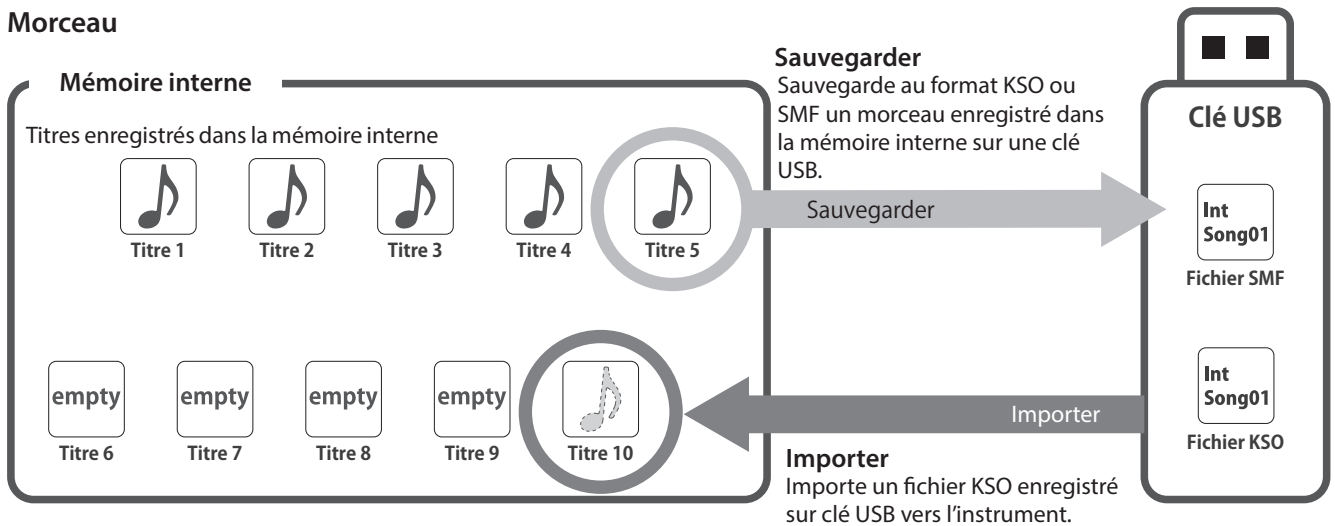 Morceau
Mémoire interne
Titres enregistrés dans la mémoire interne
Titre 1
Titre 2
Titre 3
Titre 4
Titre 5
empty
empty
empty
empty
Titre 6
Titre 7
Titre 8
Titre 9
Titre 10
Sauvegarder
Sauvegarde au format KSO ou
SMF un morceau enregistré dans
la mémoire interne sur une clé
USB.
Sauvegarder
Importer
Importer
Importe un fichier KSO enregistré
sur clé USB vers l'instrument.
Clé USB
Int
Song01
Fichier SMF
Int
Song01
Fichier KSO